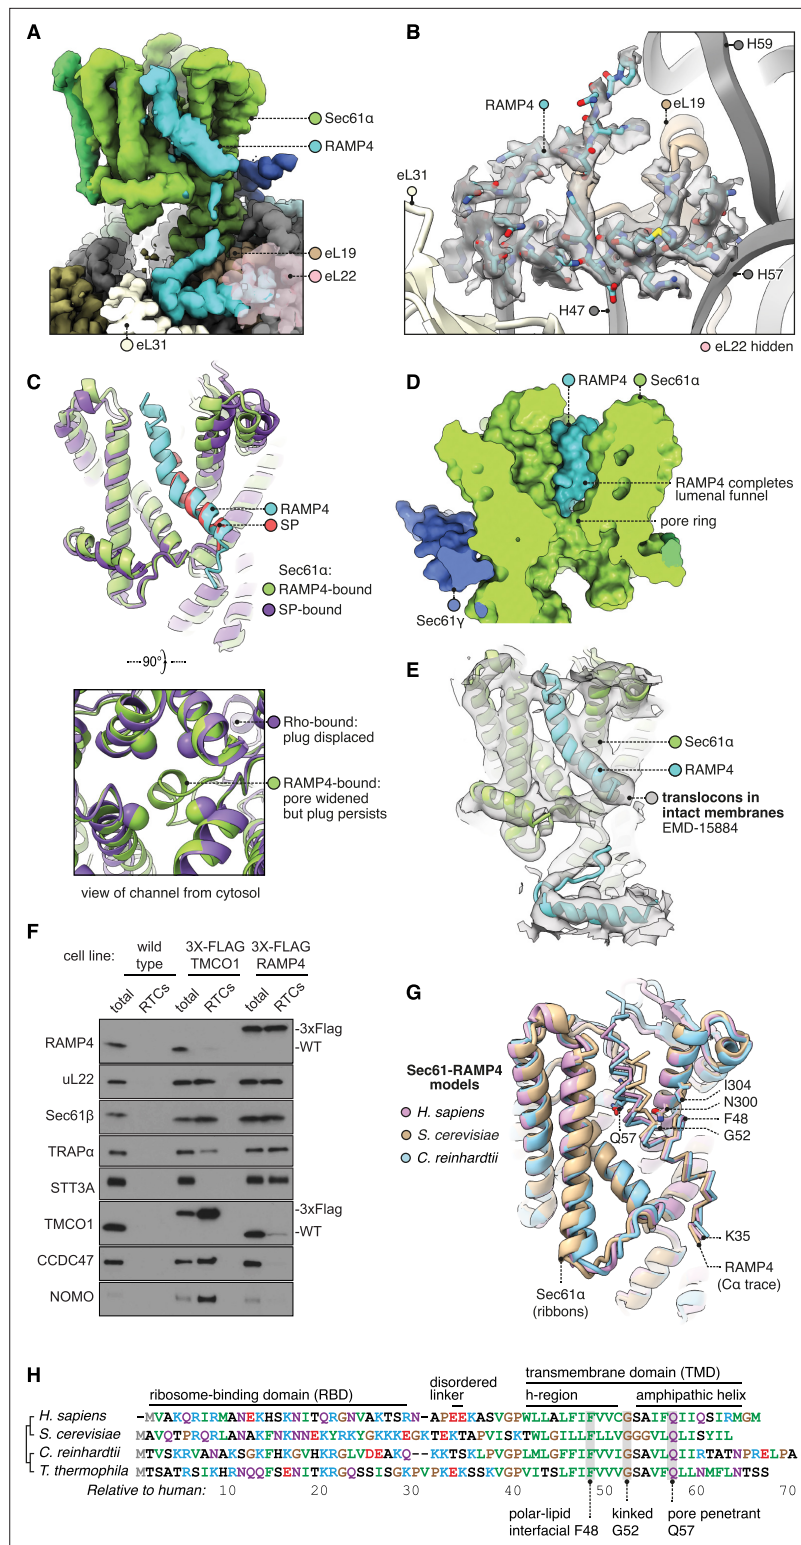 A
Sec61α
RAMP4
eL19
eL22
eL31
B
H59
RAMP4
eL19
eL31
H57
H47
eL22 hidden
C
RAMP4
SP
Sec61α:
RAMP4-bound
SP-bound
90°
Rho-bound:
plug displaced
RAMP4-bound:
pore widened
but plug persists
view of channel from cytosol
D
RAMP4
Sec61α
RAMP4 completes
lumenal funnel
pore ring
Sec61γ
E
Sec61α
RAMP4
translocons in
intact membranes
EMD-15884
F
cell line:
wild
type
3X-FLAG
TMCO1
3X-FLAG
RAMP4
total
RTCs
total
RTCs
total
RTCs
RAMP4
-3xFlag
-WT
uL22
Sec61β
TRAPα
STT3A
TMCO1
-3xFlag
-WT
CCDC47
NOMO
G
Sec61-RAMP4
models
H. sapiens
S. cerevisiae
C. reinhardtii
I304
N300
F48
G52
Q57
K35
RAMP4
(Cα trace)
Sec61α
(ribbons)
H
ribosome-binding domain (RBD)
disordered
linker
transmembrane domain (TMD)
h-region
amphipathic helix
H. sapiens -MVAKQRIRMANEKHSKNITQRGNVAKTSRN-APEEKASVGPWLLALFIFVVCGSAIFQIIQSIRMGM
S. cerevisiae MAVQTPRQRLANAKFNKNNEKYRKYGKKKEGKTEKTAPVISKTWLGILLFLLVGGGVLQLISYIL
C. reinhardtii MTVSKRVANAKSGKFHKGVHKRGLVDEAKQ--KTSKLPVGPLMLGLFIFVVVGSAVLQIIRTATNPRELPA
T. thermophila MTSATRSIKHRNQQFSENITKRGQSSISGKPVPKEKSSKVGPVITSLFIFVVVGSAVLQLLNMFLNTSS
Relative to human: 10 20 30 40 50 60 70
polar-lipid
interfacial F48
kinked
G52
pore penetrant
Q57